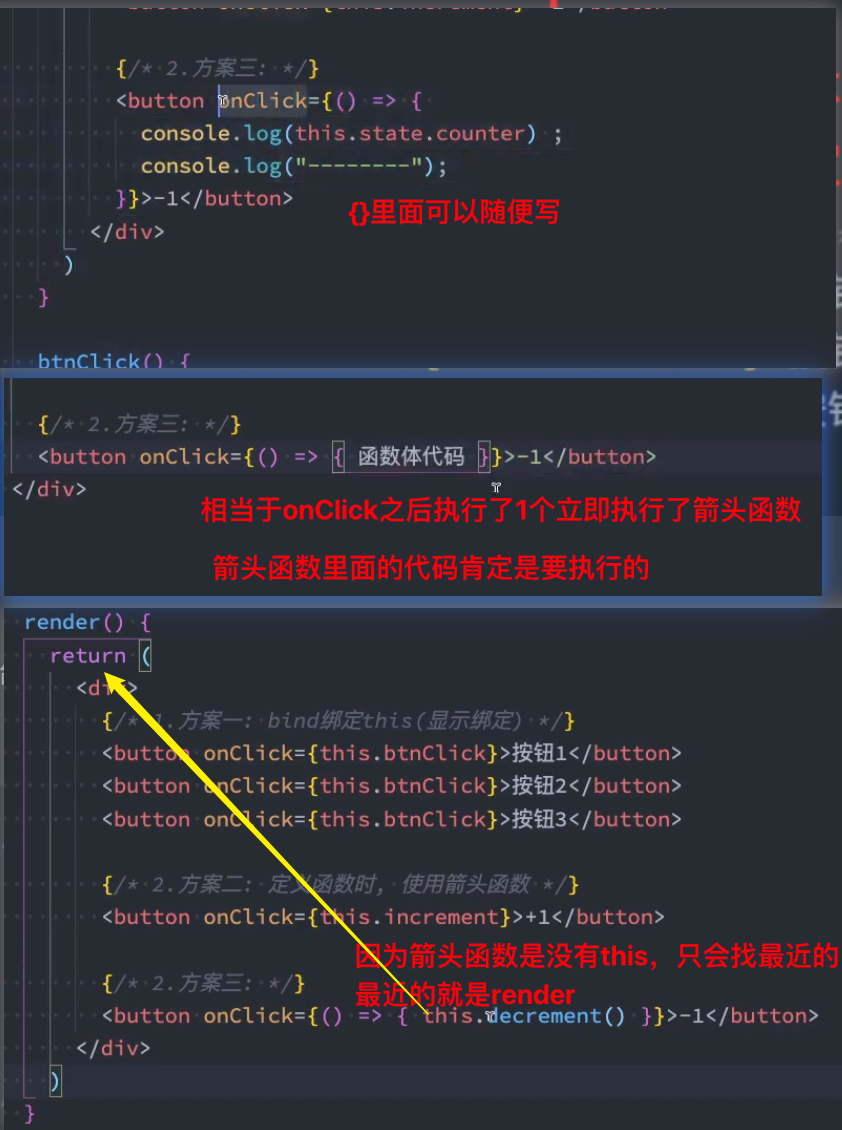 {/* 2.方案三: */}
<button onClick={() => {
console.log(this.state.counter) ;
console.log("--------");
}}>-1</button>
{}里面可以随便写
</div>
)
}
btnClick() {
{/* 2.方案三: */}
<button onClick={() => { 函数体代码 }}>-1</button>
</div>
相当于onClick之后执行了1个立即执行了箭头函数
箭头函数里面的代码肯定是要执行的
render() {
return (
<div>
{/* 1.方案一: bind绑定this(显示绑定) */}
<button onClick={this.btnClick}>按钮1</button>
<button onClick={this.btnClick}>按钮2</button>
<button onClick={this.btnClick}>按钮3</button>
{/* 2.方案二: 定义函数时, 使用箭头函数 */}
<button onClick={this.increment}>+1</button>
因为箭头函数是没有this，只会找最近的
{/* 2.方案三: */}
最近的就是render
<button onClick={() => { this.decrement() }}>-1</button>
</div>
)
}